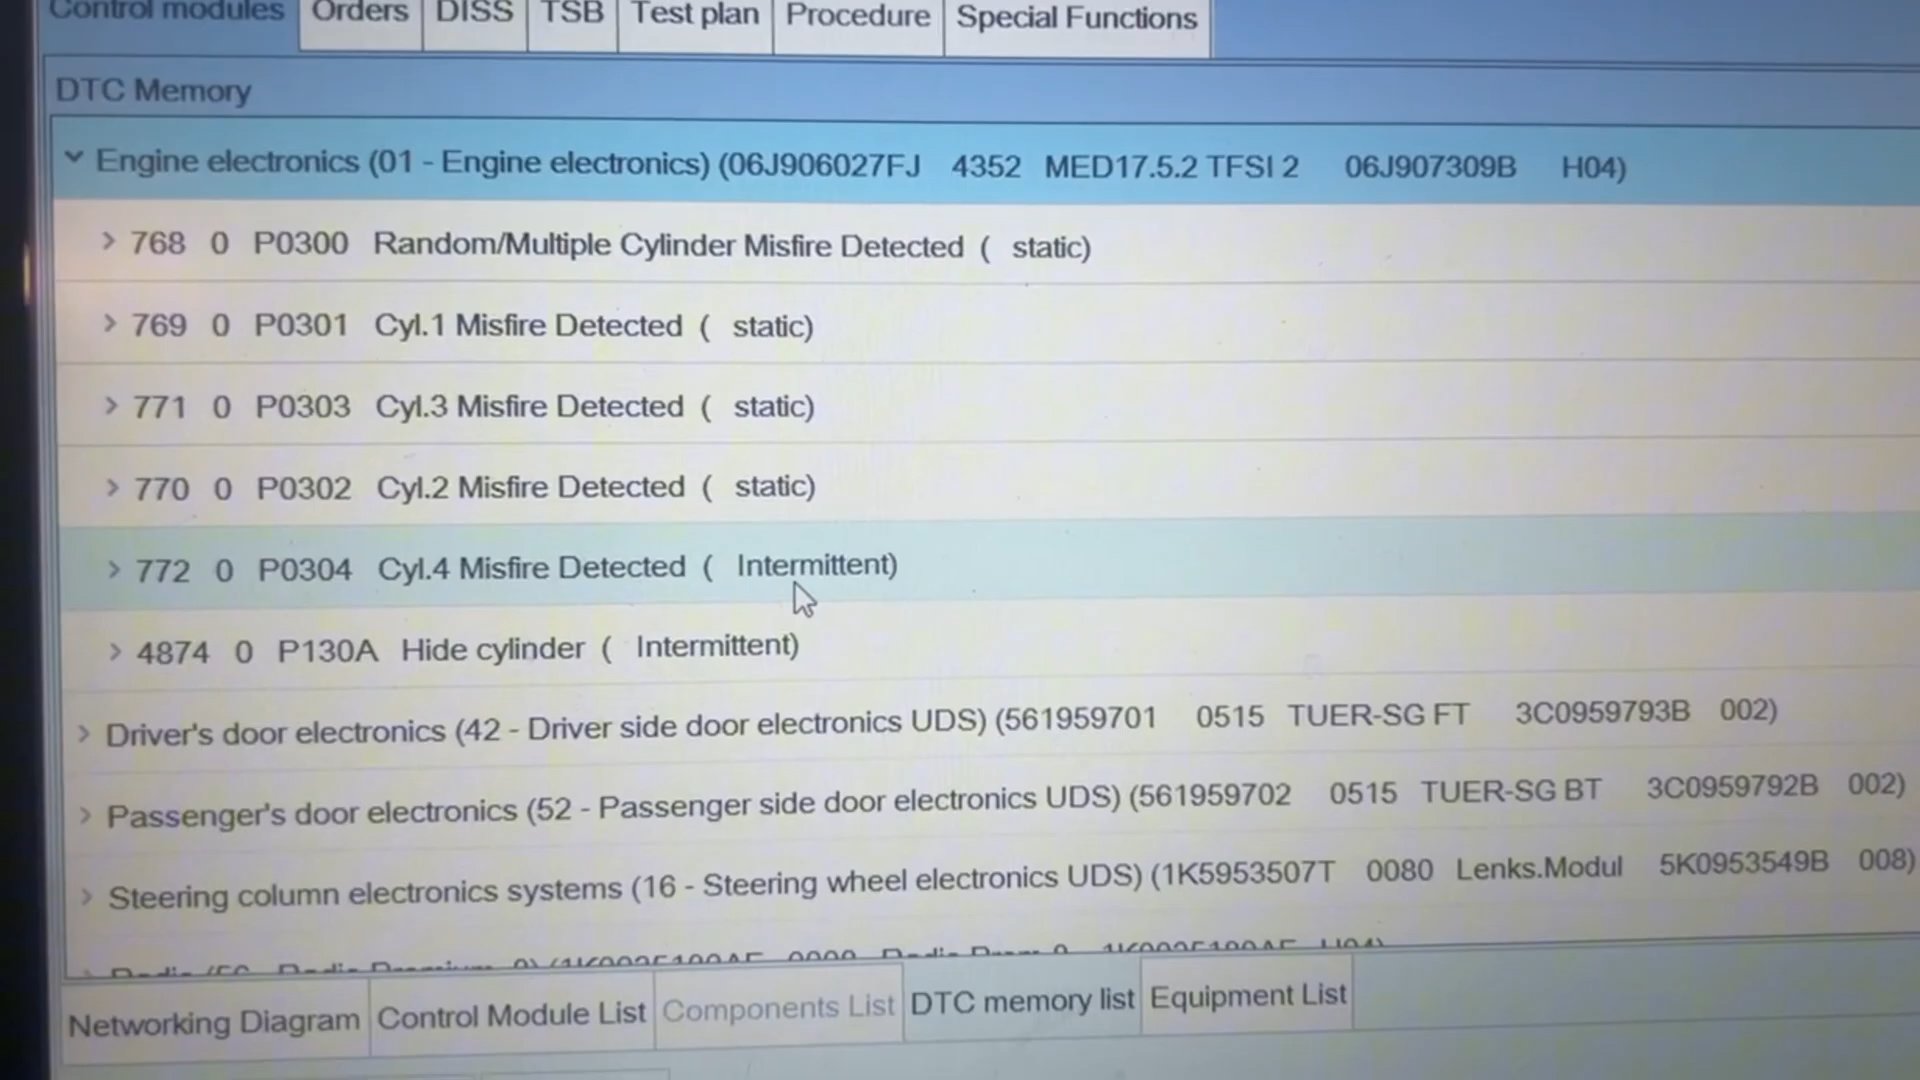 Control modules Orders DISS TSB Test plan Procedure Special Functions
DTC Memory
Engine electronics (01 - Engine electronics) (06J906027FJ 4352 MED17.5.2 TFSI 2 06J907309B H04)
768 0 P0300 Random/Multiple Cylinder Misfire Detected ( static)
769 0 P0301 Cyl.1 Misfire Detected ( static)
771 0 P0303 Cyl.3 Misfire Detected ( static)
770 0 P0302 Cyl.2 Misfire Detected ( static)
772 0 P0304 Cyl.4 Misfire Detected ( Intermittent)
4874 0 P130A Hide cylinder ( Intermittent)
Driver's door electronics (42 - Driver side door electronics UDS) (561959701 0515 TUER-SG FT 3C0959793B 002)
Passenger's door electronics (52 - Passenger side door electronics UDS) (561959702 0515 TUER-SG BT 3C0959792B 002)
Steering column electronics systems (16 - Steering wheel electronics UDS) (1K5953507T 0080 Lenks.Modul 5K0953549B 008)
Networking Diagram Control Module List Components List DTC memory list Equipment List